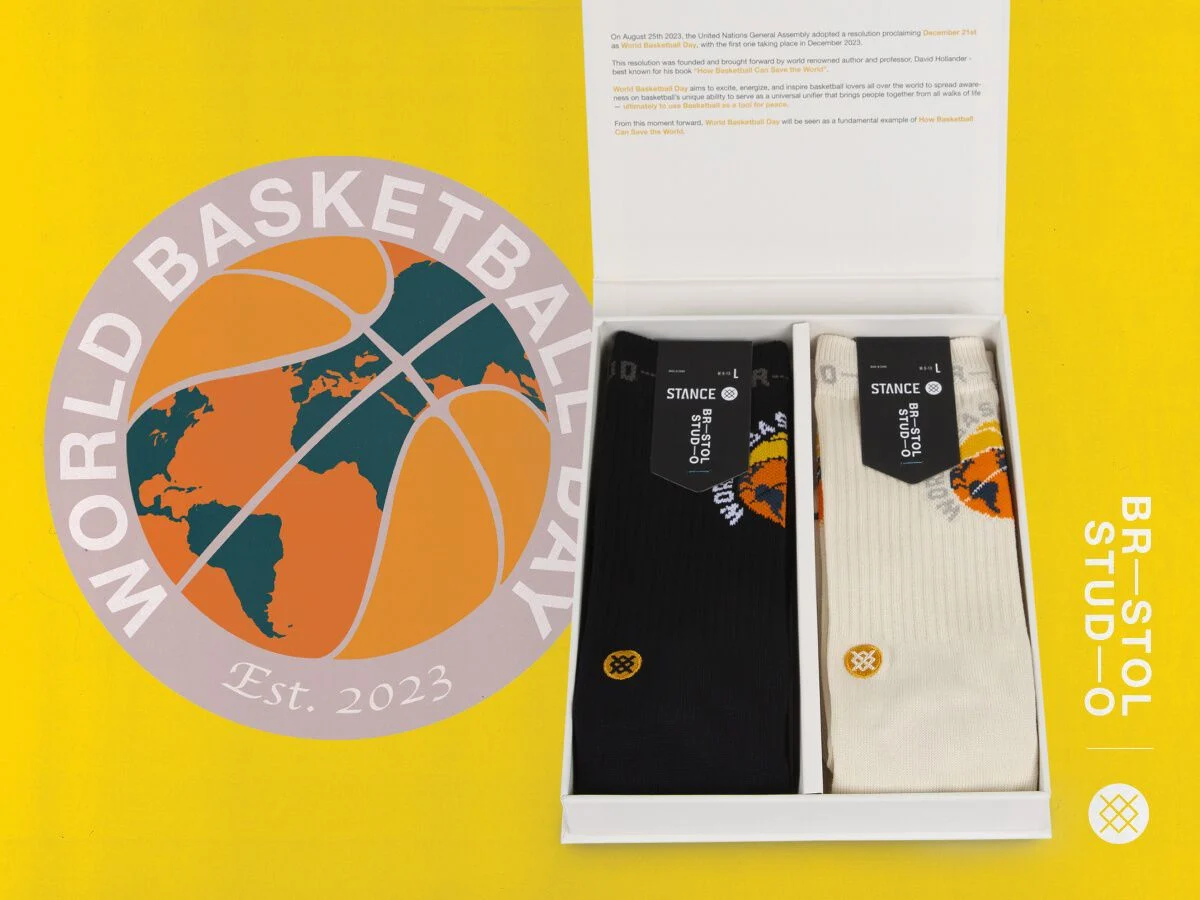 On August 25th 2023, the United Nations General Assembly adopted a resolution proclaiming December 21st
as World Basketball Day, with the first one taking place in December 2023.
This resolution was founded and brought forward by world renowned author and professor, David Hollander -
best known for his book "How Basketball Can Save the World".
World Basketball Day aims to excite, energize, and inspire basketball lovers all over the world to spread aware-
ness on basketball's unique ability to serve as a universal unifier that brings people together from all walks of life
— ultimately to use Basketball as a tool for peace.
From this moment forward, World Basketball Day will be seen as a fundamental example of How Basketball
Can Save the World.
WORLD BASKETBALL DAY
Est. 2023
L
STANCE
BR—STOL
STUD—O
L
STANCE
BR—STOL
STUD—O
BR—STOL
STUD—O